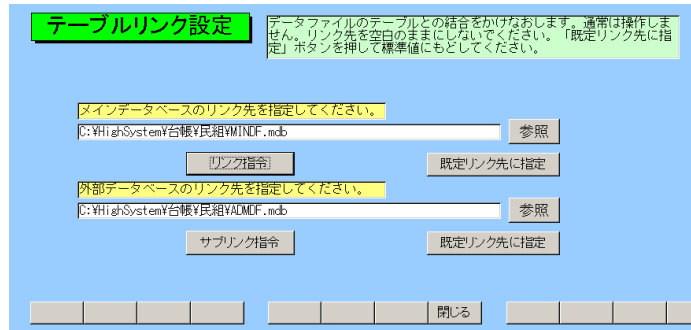 テーブルリンク設定
データファイルのテーブルとの結合をかけなおします。通常は操作しま
せん。リンク先を空白のままにしないでください。「既定リンク先に指
定」ボタンを押して標準値にもどしてください。
メインデータベースのリンク先を指定してください。
C:¥HighSystem¥台帳¥民組¥MINDF.mdb
参照
リンク指令
既定リンク先に指定
外部データベースのリンク先を指定してください。
C:¥HighSystem¥台帳¥民組¥ADMDF.mdb
参照
サブリンク指令
既定リンク先に指定
閉じる